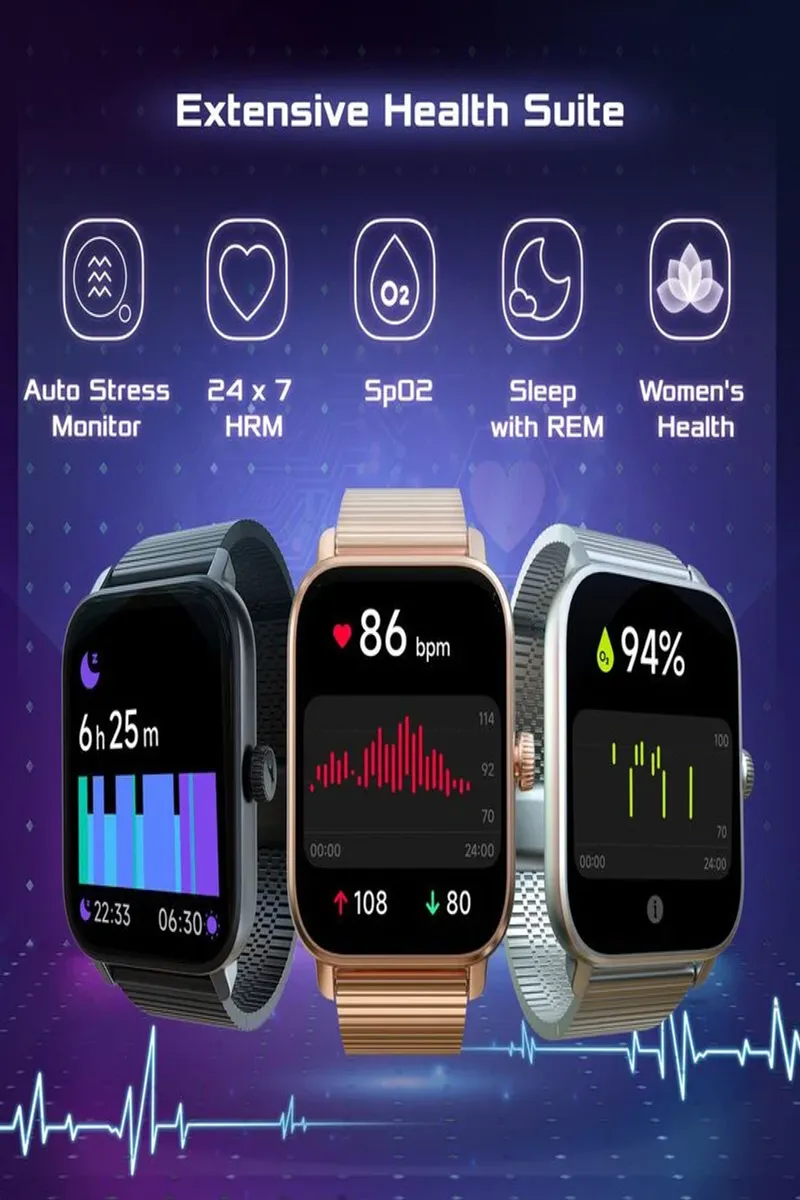 Extensive Health Suite
O2
Auto Stress
Monitor
24 x 7
HRM
SpO2
Sleep
with REM
Women's
Health
z
6h 25m
22:33
06:30
86 bpm
114
92
70
00:00
24:00
108
80
O2
94%
100
70
00:00
24:00
i